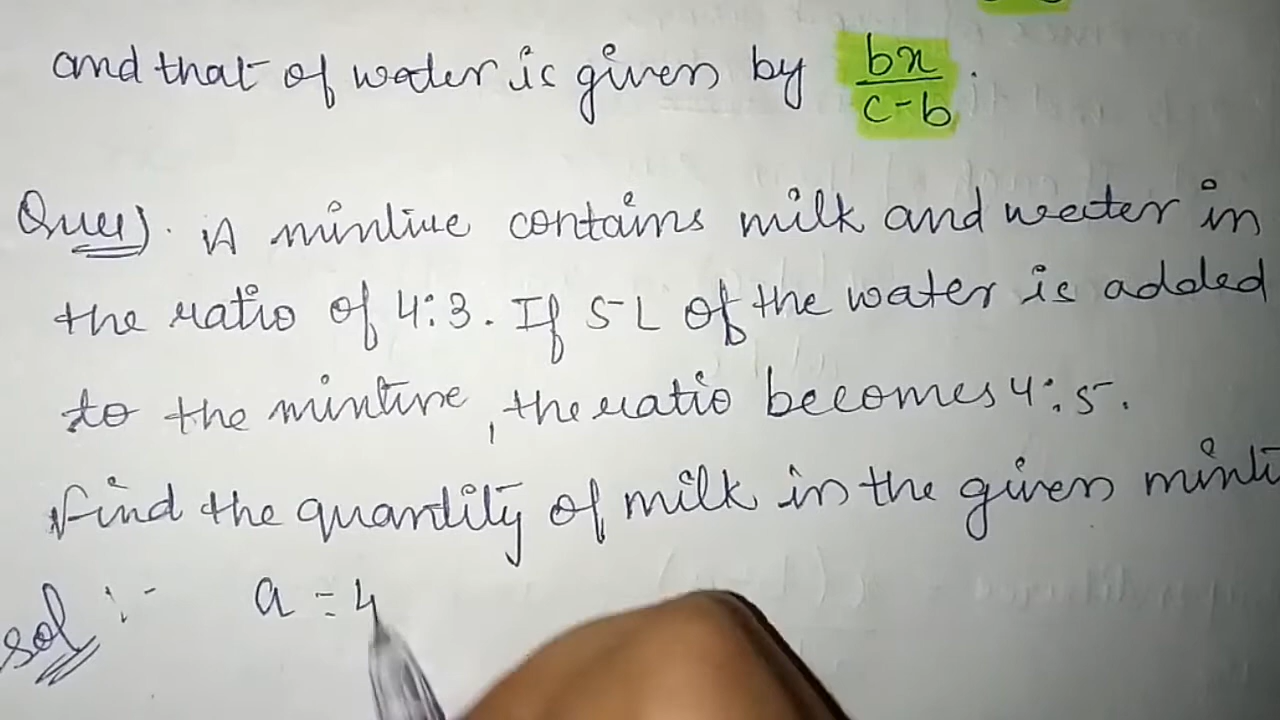 and that of water is given by bx/c-b.
Ques). A mixture contains milk and water in
the ratio of 4:3. If 5L of the water is added
to the mixture, the ratio becomes 4:5.
Find the quantity of milk in the given
Sol :- a = 4